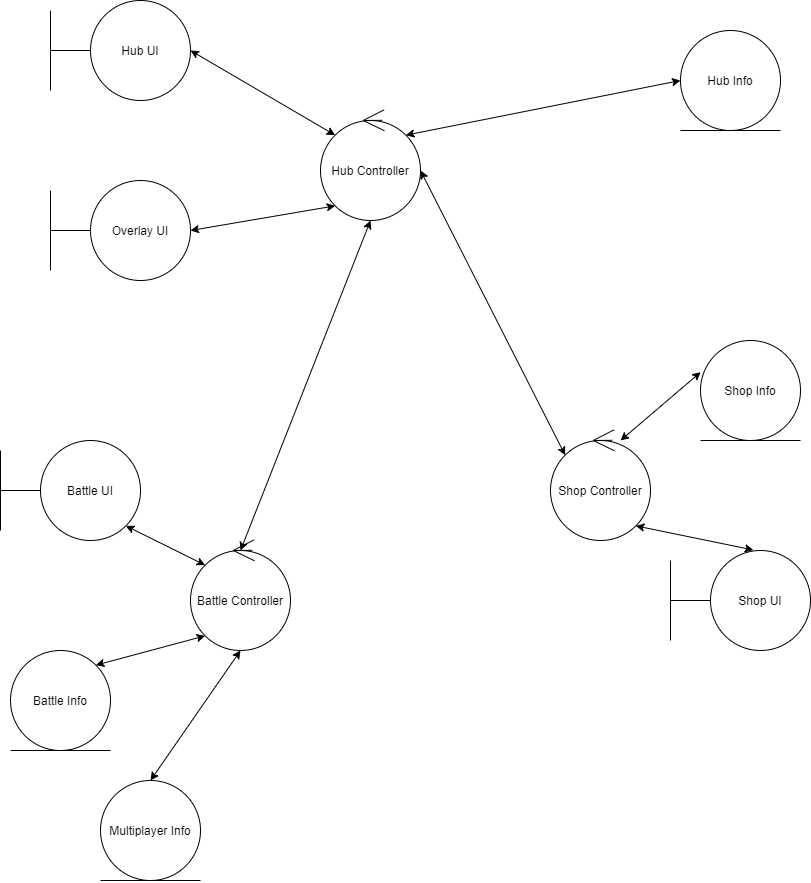 Hub UI
Hub Info
Hub Controller
Overlay UI
Shop Info
Battle UI
Shop Controller
Battle Controller
Shop UI
Battle Info
Multiplayer Info